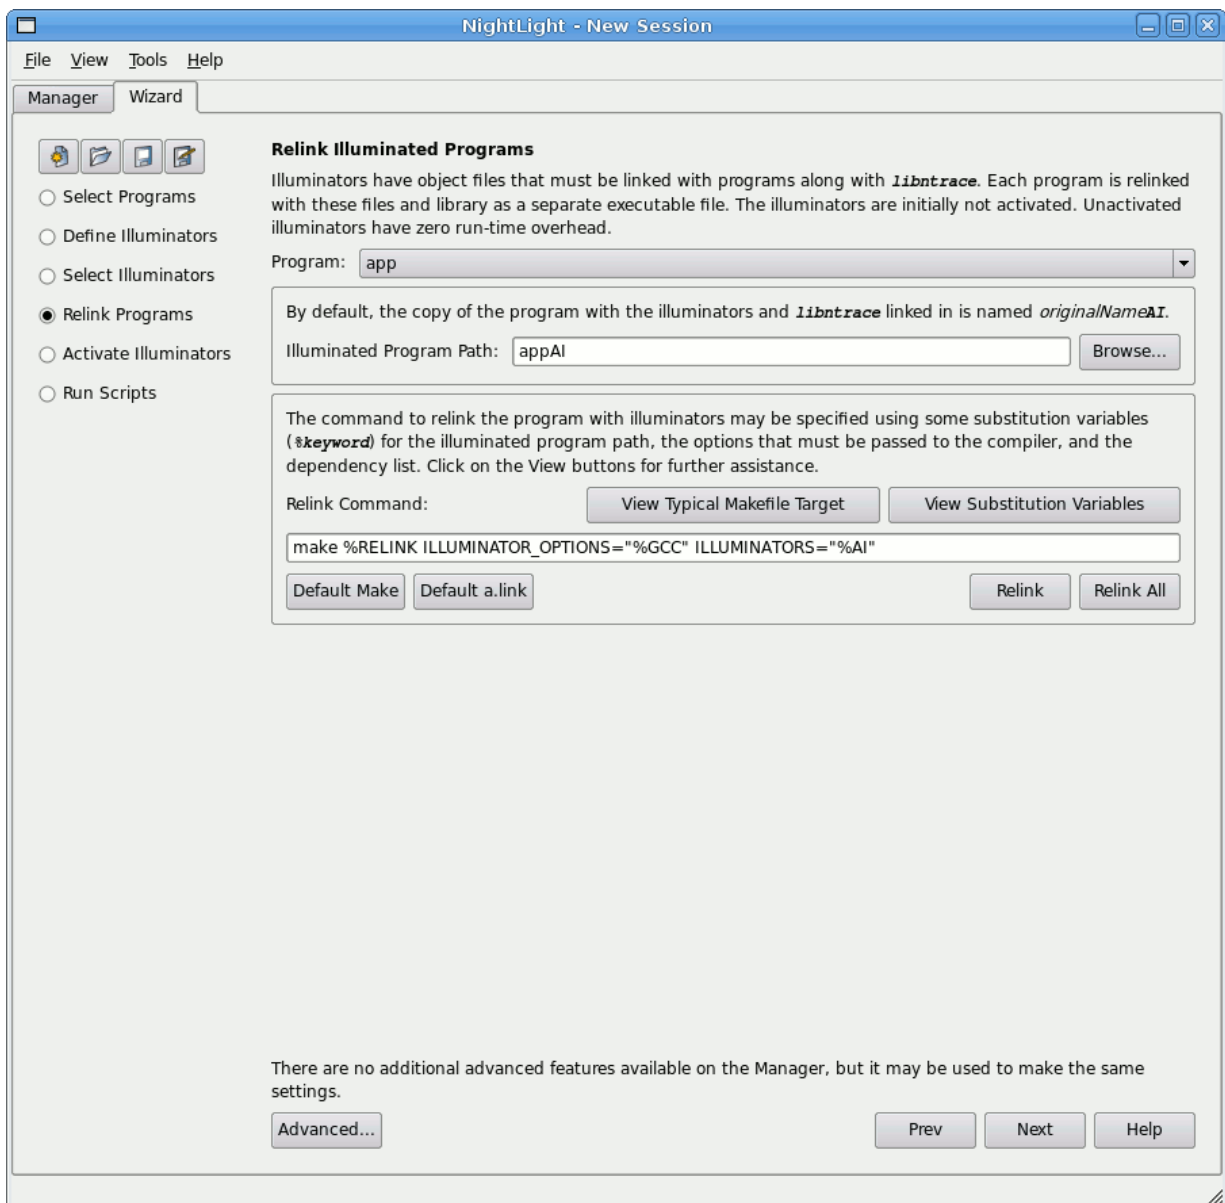 NightLight - New Session
File View Tools Help
Manager Wizard
Select Programs
Define Illuminators
Select Illuminators
Relink Programs
Activate Illuminators
Run Scripts
Relink Illuminated Programs
Illuminators have object files that must be linked with programs along with libntrace. Each program is relinked
with these files and library as a separate executable file. The illuminators are initially not activated. Unactivated
illuminators have zero run-time overhead.
Program: app
By default, the copy of the program with the illuminators and libntrace linked in is named originalNameAI.
Illuminated Program Path: appAI Browse...
The command to relink the program with illuminators may be specified using some substitution variables
(%keyword) for the illuminated program path, the options that must be passed to the compiler, and the
dependency list. Click on the View buttons for further assistance.
Relink Command: View Typical Makefile Target View Substitution Variables
make %RELINK ILLUMINATOR_OPTIONS="%GCC" ILLUMINATORS="%AI"
Default Make Default a.link Relink Relink All
There are no additional advanced features available on the Manager, but it may be used to make the same
settings.
Advanced... Prev Next Help